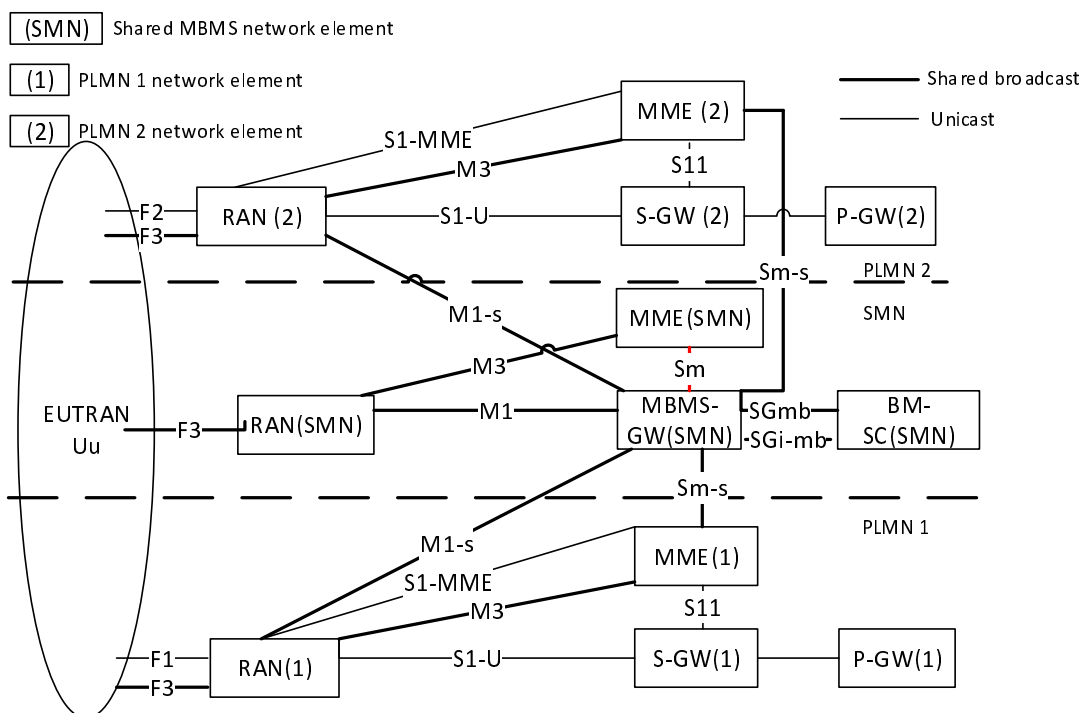 (SMN) Shared MBMS network element
(1) PLMN 1 network element
(2) PLMN 2 network element
Shared broadcast
Unicast
MME (2)
S1-MME
M3
S11
F2
F3
RAN (2)
S1-U
S-GW (2)
P-GW(2)
Sm-s
PLMN 2
SMN
M1-s
MME(SMN)
M3
Sm
EUTRAN
Uu
F3
RAN(SMN)
M1
MBMS-
GW(SMN)
SGmb
SGi-mb
BM-
SC(SMN)
Sm-s
PLMN 1
M1-s
MME(1)
S1-MME
M3
S11
F1
F3
RAN(1)
S1-U
S-GW(1)
P-GW(1)